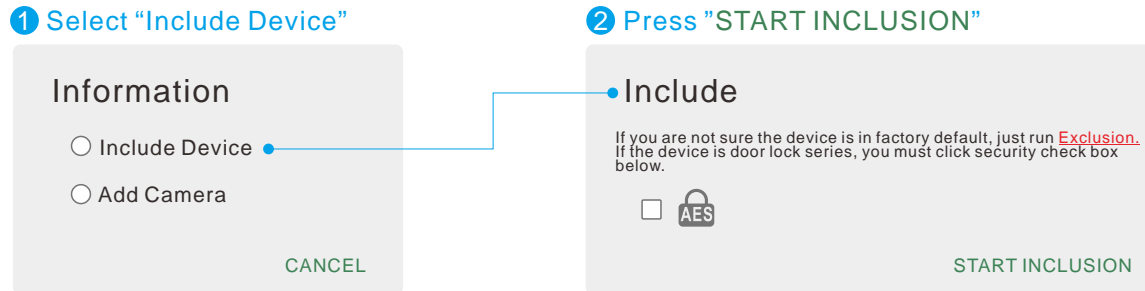 1 Select “Include Device”
Information
Include Device
Add Camera
CANCEL
2 Press ”START INCLUSION”
Include
If you are not sure the device is in factory default, just run Exclusion.
If the device is door lock series, you must click security check box
below.
AES
START INCLUSION